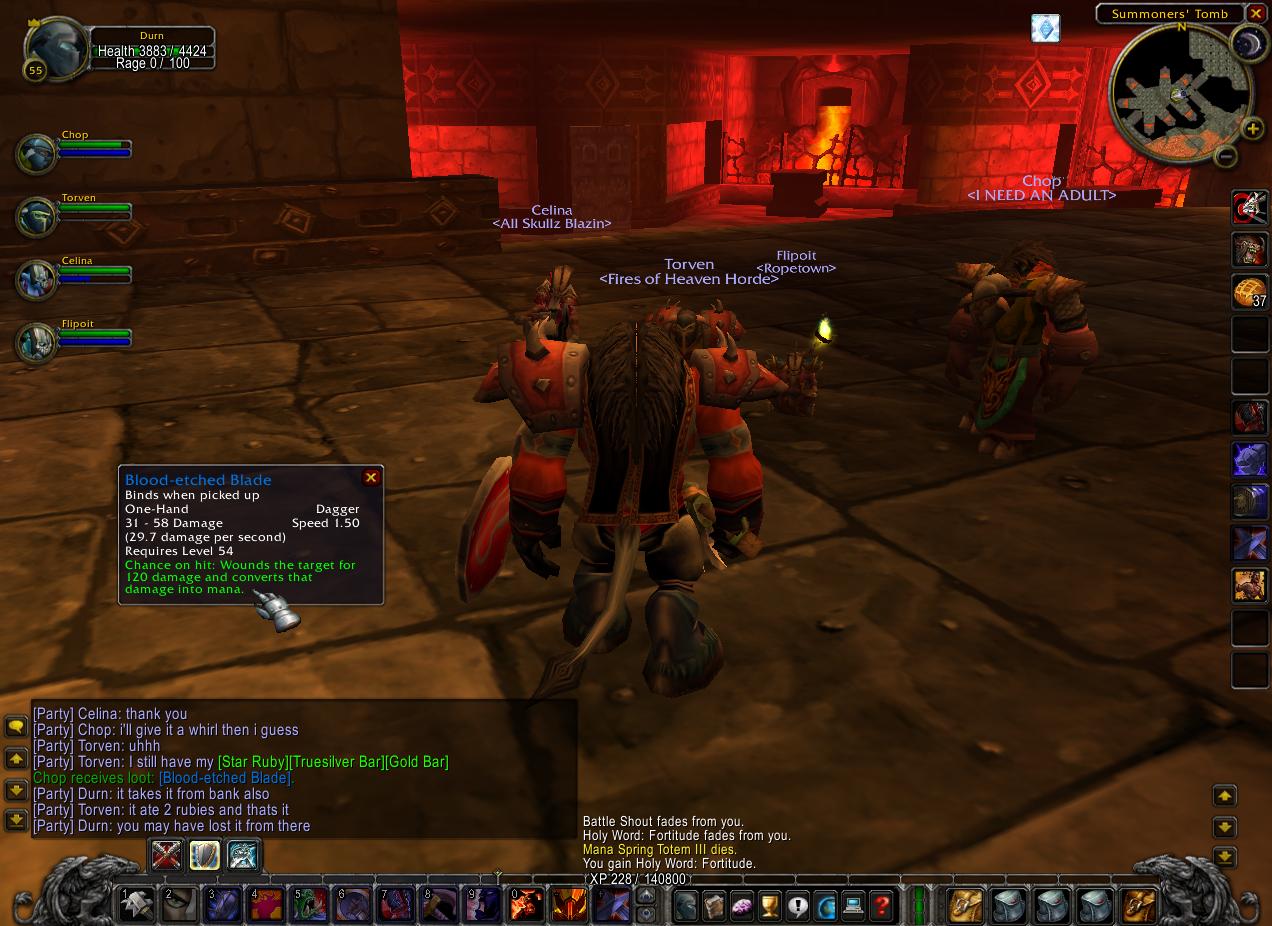 Durn
Health 3883 / 4424
Rage 0 / 100
55
Summoners' Tomb
N
Chop
Torven
Celina
Flipoit
Celina
<All Skullz Blazin>
Torven
<Fires of Heaven Horde>
Flipoit
<Ropetown>
Chop
<I NEED AN ADULT>
37
Blood-etched Blade
Binds when picked up
One-Hand Dagger
31 - 58 Damage Speed 1.50
(29.7 damage per second)
Requires Level 54
Chance on hit: Wounds the target for
120 damage and converts that
damage into mana.
[Party] Celina: thank you
[Party] Chop: i'll give it a whirl then i guess
[Party] Torven: uhhh
[Party] Torven: I still have my [Star Ruby][Truesilver Bar][Gold Bar]
Chop receives loot: [Blood-etched Blade].
[Party] Durn: it takes it from bank also
[Party] Torven: it ate 2 rubies and thats it
[Party] Durn: you may have lost it from there
Battle Shout fades from you.
Holy Word: Fortitude fades from you.
Mana Spring Totem III dies.
You gain Holy Word: Fortitude.
XP 228 / 140800
1 2 3 4 5 6 7 8 9 0